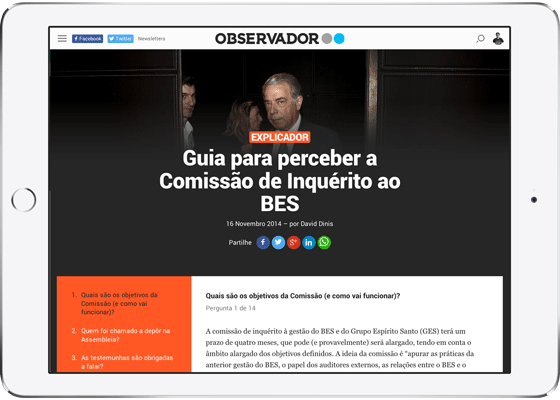 Facebook Twitter Newsletters OBSERVADOR
EXPLICADOR
Guia para perceber a
Comissão de Inquérito ao
BES
16 Novembro 2014 – por David Dinis
Partilhe
1. Quais são os objetivos da
Comissão (e como vai
funcionar)?
2. Quem foi chamado a depôr na
Assembleia?
3. As testemunhas são obrigadas
a falar?
Quais são os objetivos da Comissão (e como vai funcionar)?
Pergunta 1 de 14
A comissão de inquérito à gestão do BES e do Grupo Espírito Santo (GES) terá um
prazo de quatro meses, que pode (e provavelmente) será alargado, tendo em conta o
âmbito alargado dos objetivos definidos. A ideia da comissão é "apurar as práticas da
anterior gestão do BES, o papel dos auditores externos, as relações entre o BES e o